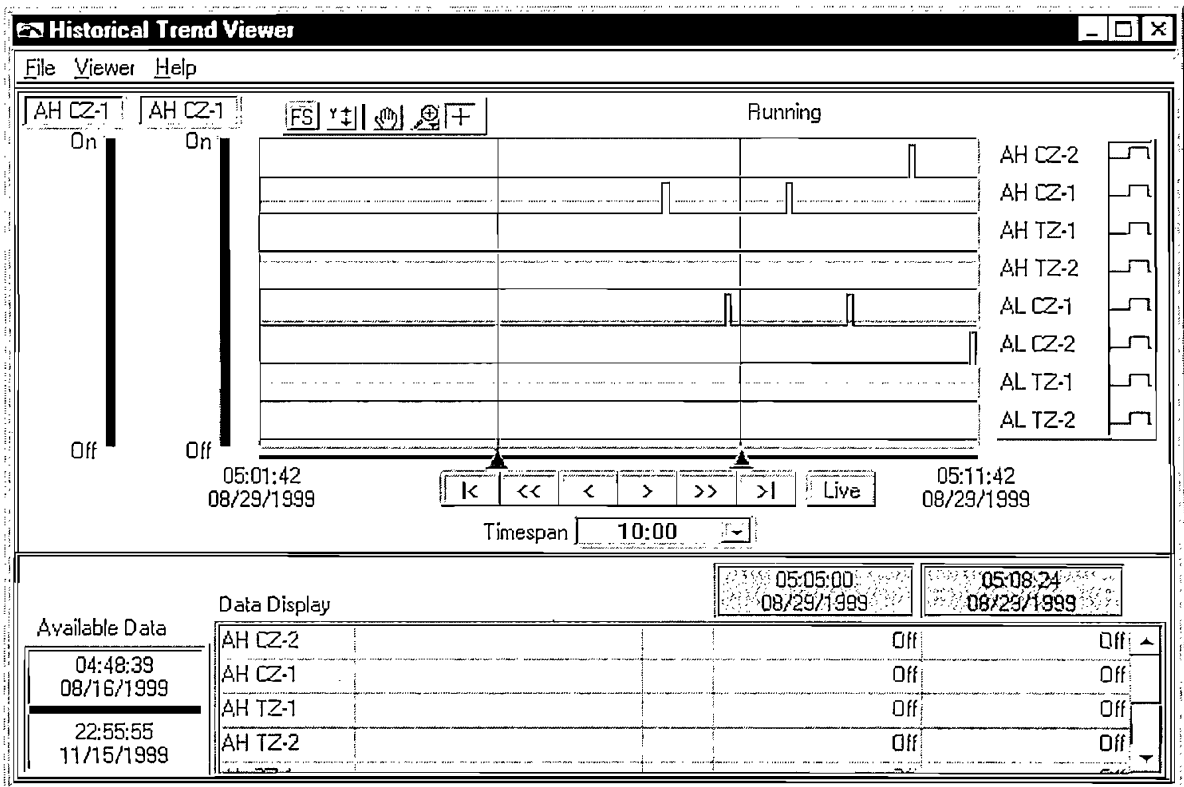 Historical Trend Viewer
File Viewer Help
AH CZ-1 AH CZ-1
FS Y
Running
On On
AH CZ-2
AH CZ-1
AH TZ-1
AH TZ-2
AL CZ-1
AL CZ-2
AL TZ-1
AL TZ-2
Off Off
05:01:42
08/29/1999
|< << < > >> >| Live
05:11:42
08/29/1999
Timespan 10:00
05:05:00
08/29/1999
05:08:24
08/29/1999
Data Display
Available Data
04:48:39
08/16/1999
22:55:55
11/15/1999
AH CZ-2 Off Off
AH CZ-1 Off Off
AH TZ-1 Off Off
AH TZ-2 Off Off